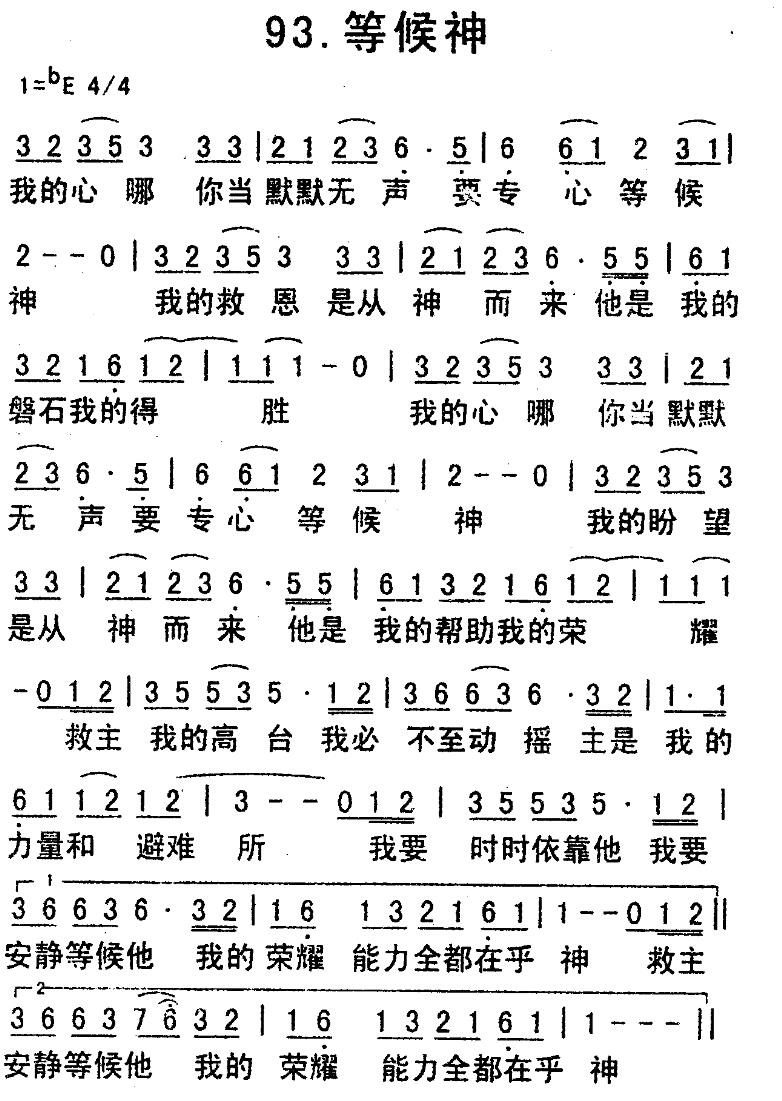 93.等候神
1=bE 4/4
3 2 3 5 3 3 3 | 2 1 2 3 6 · 5 | 6 6 1 2 3 1 |
我的心 哪 你当 默默无 声 要 专 心 等 候
2 - - 0 | 3 2 3 5 3 3 3 | 2 1 2 3 6 · 5 5 | 6 1
神 我的救 恩 是从 神 而 来 他是 我的
3 2 1 6 1 2 | 1 1 1 - 0 | 3 2 3 5 3 3 3 | 2 1
磐石我的得 胜 我的心 哪 你当 默默
2 3 6 · 5 | 6 6 1 2 3 1 | 2 - - 0 | 3 2 3 5 3
无 声 要 专心 等 候 神 我的盼 望
3 3 | 2 1 2 3 6 · 5 5 | 6 1 3 2 1 6 1 2 | 1 1 1
是从 神 而 来 他是 我的帮助我的荣 耀
- 0 1 2 | 3 5 5 3 5 · 1 2 | 3 6 6 3 6 · 3 2 | 1 · 1
救主 我的高 台 我必 不至动 摇 主是 我 的
6 1 1 2 1 2 | 3 - - 0 1 2 | 3 5 5 3 5 · 1 2 |
力量和 避难 所 我要 时时依靠他 我要
1
3 6 6 3 6 · 3 2 | 1 6 1 3 2 1 6 1 | 1 - - 0 1 2 ||
安静等候他 我的 荣耀 能力全都在乎 神 救主
2
3 6 6 3 7 6 3 2 | 1 6 1 3 2 1 6 1 | 1 - - - ||
安静等候他 我的 荣耀 能力全都在乎 神